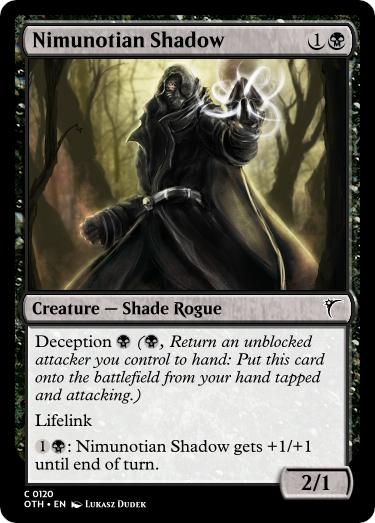 Nimunotian Shadow 1
Creature — Shade Rogue
Deception (, Return an unblocked
attacker you control to hand: Put this card
onto the battlefield from your hand tapped
and attacking.)
Lifelink
1: Nimunotian Shadow gets +1/+1
until end of turn.
2/1
C 0120
OTH • EN Lukasz Dudek